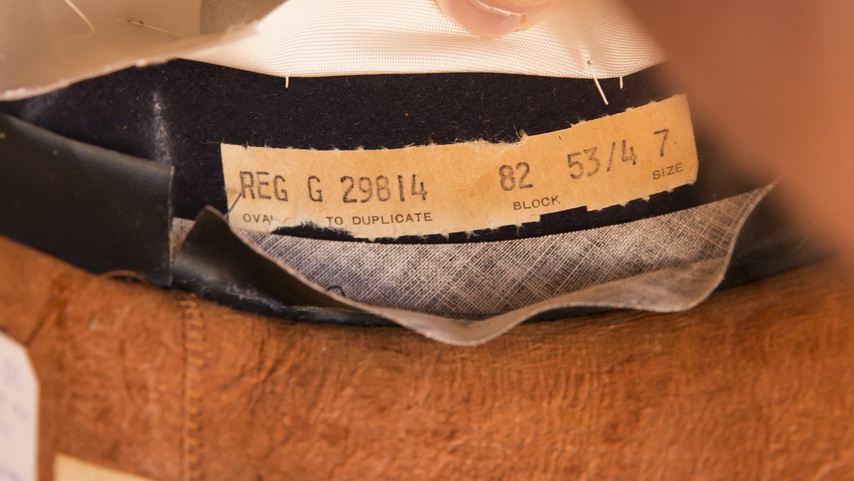 REG G 29814 82 53/4 7
OVAL TO DUPLICATE BLOCK SIZE